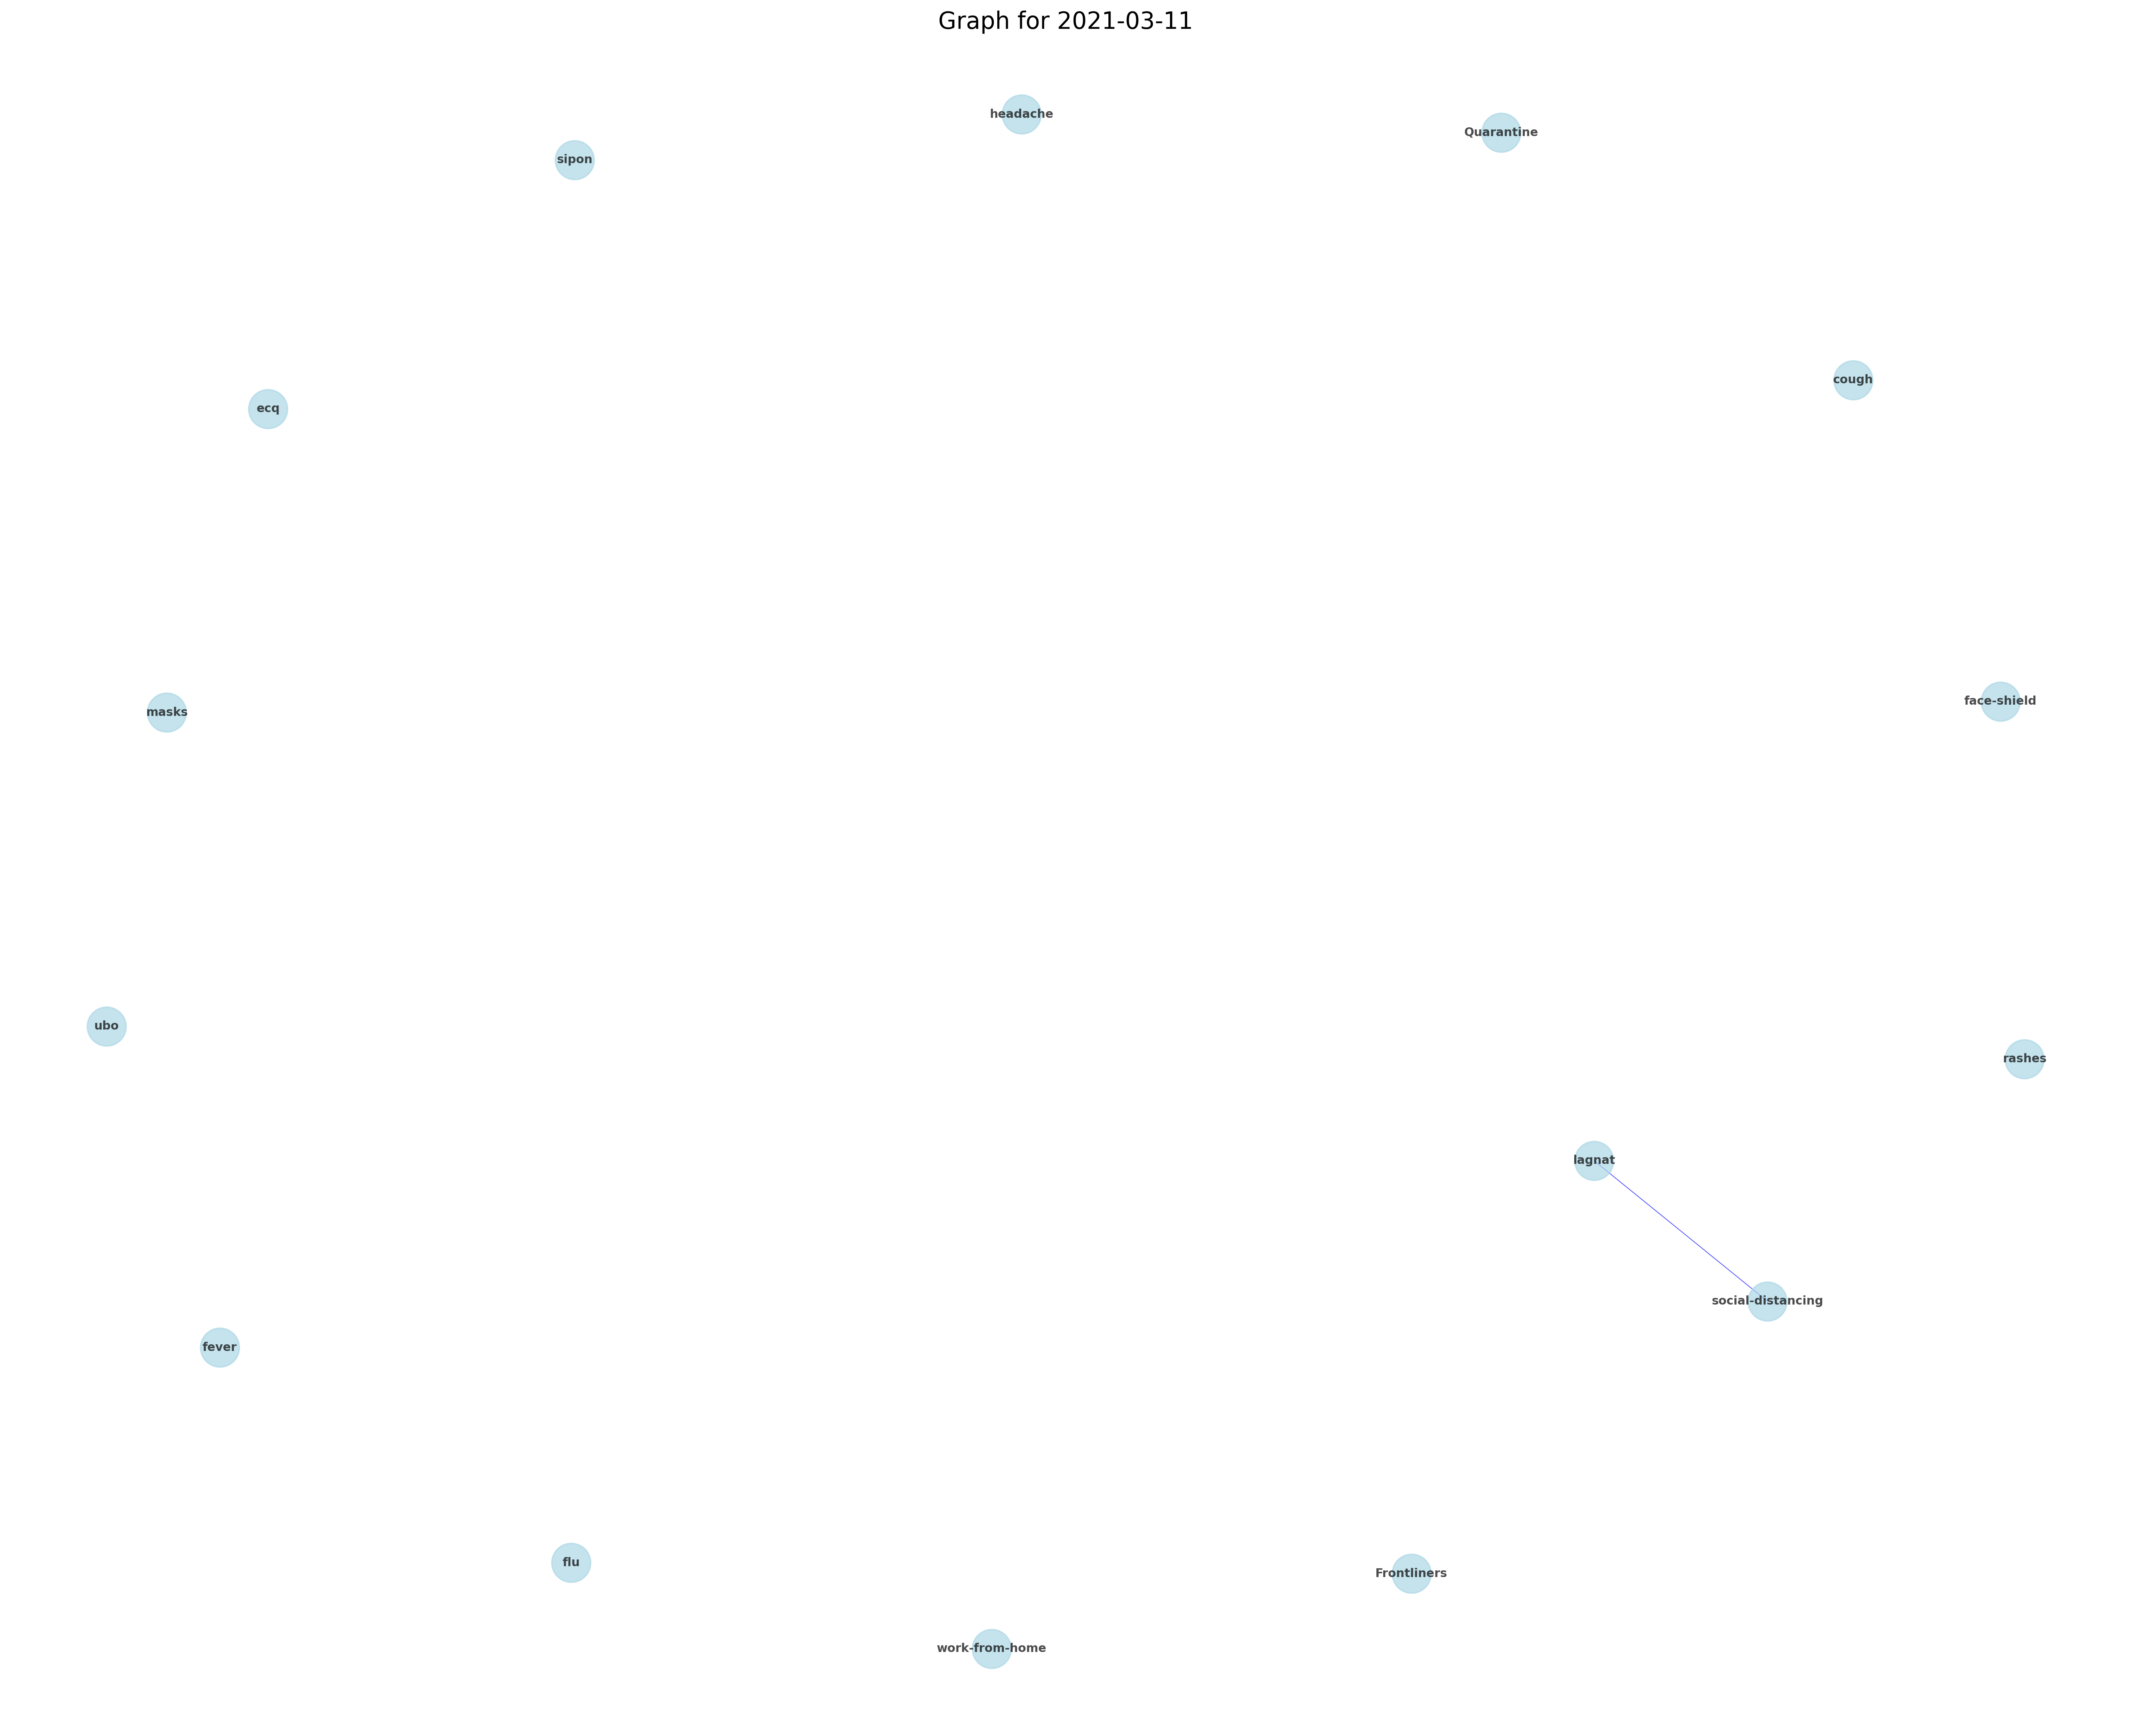 Graph for 2021-03-11
headache
Quarantine
sipon
cough
ecq
face-shield
masks
ubo
rashes
lagnat
social-distancing
fever
flu
Frontliners
work-from-home